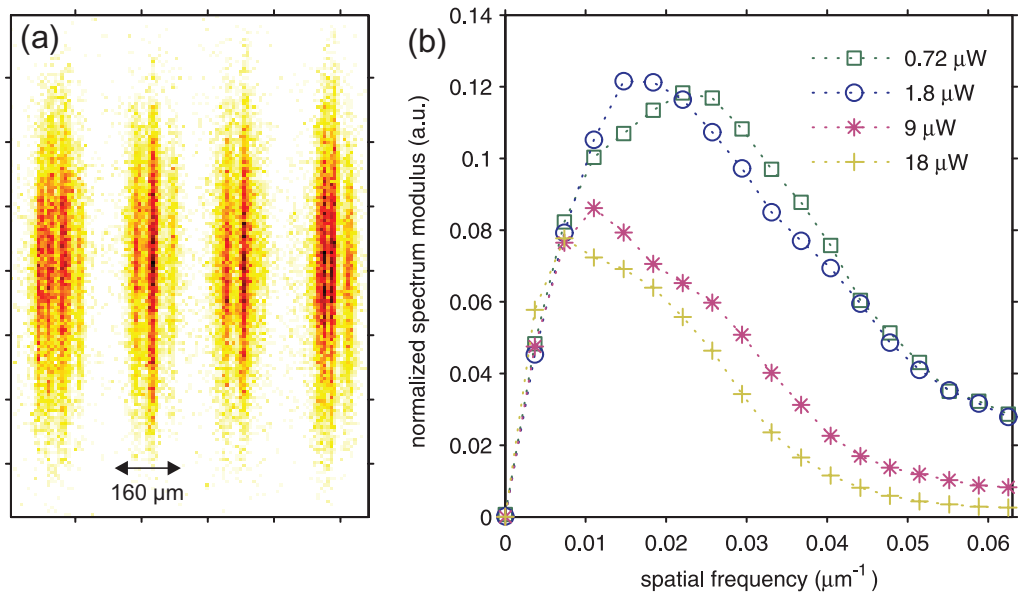 (a)
160 μm
(b)
normalized spectrum modulus (a.u.)
0.14
0.12
0.1
0.08
0.06
0.04
0.02
0
0 0.01 0.02 0.03 0.04 0.05 0.06
spatial frequency (μm⁻¹)
0.72 μW
1.8 μW
9 μW
18 μW